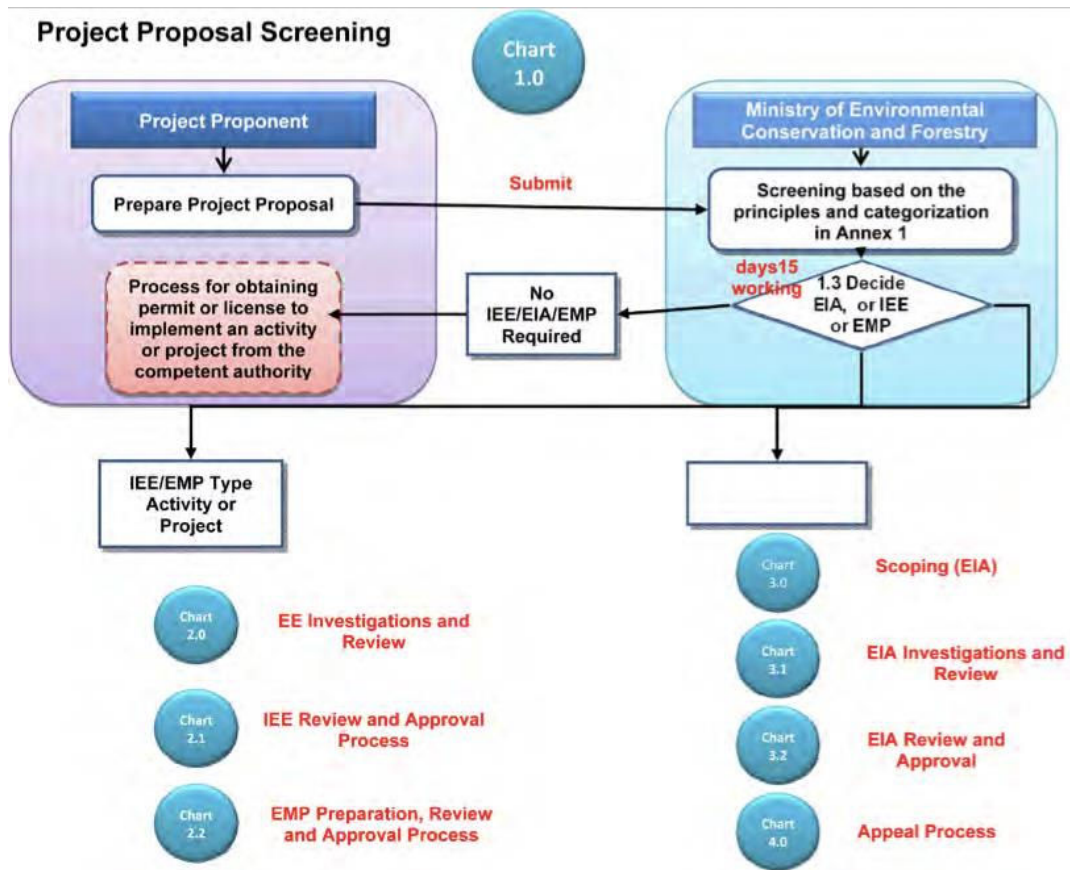 Project Proposal Screening
Chart
1.0
Project Proponent
Ministry of Environmental
Conservation and Forestry
Prepare Project Proposal
Submit
Screening based on the
principles and categorization
in Annex 1
Process for obtaining
permit or license to
implement an activity
or project from the
competent authority
No
IEE/EIA/EMP
Required
days15
working
1.3 Decide
EIA, or IEE
or EMP
IEE/EMP Type
Activity or
Project
Chart
2.0
EE Investigations and
Review
Chart
2.1
IEE Review and Approval
Process
Chart
2.2
EMP Preparation, Review
and Approval Process
Chart
3.0
Scoping (EIA)
Chart
3.1
EIA Investigations and
Review
Chart
3.2
EIA Review and
Approval
Chart
4.0
Appeal Process